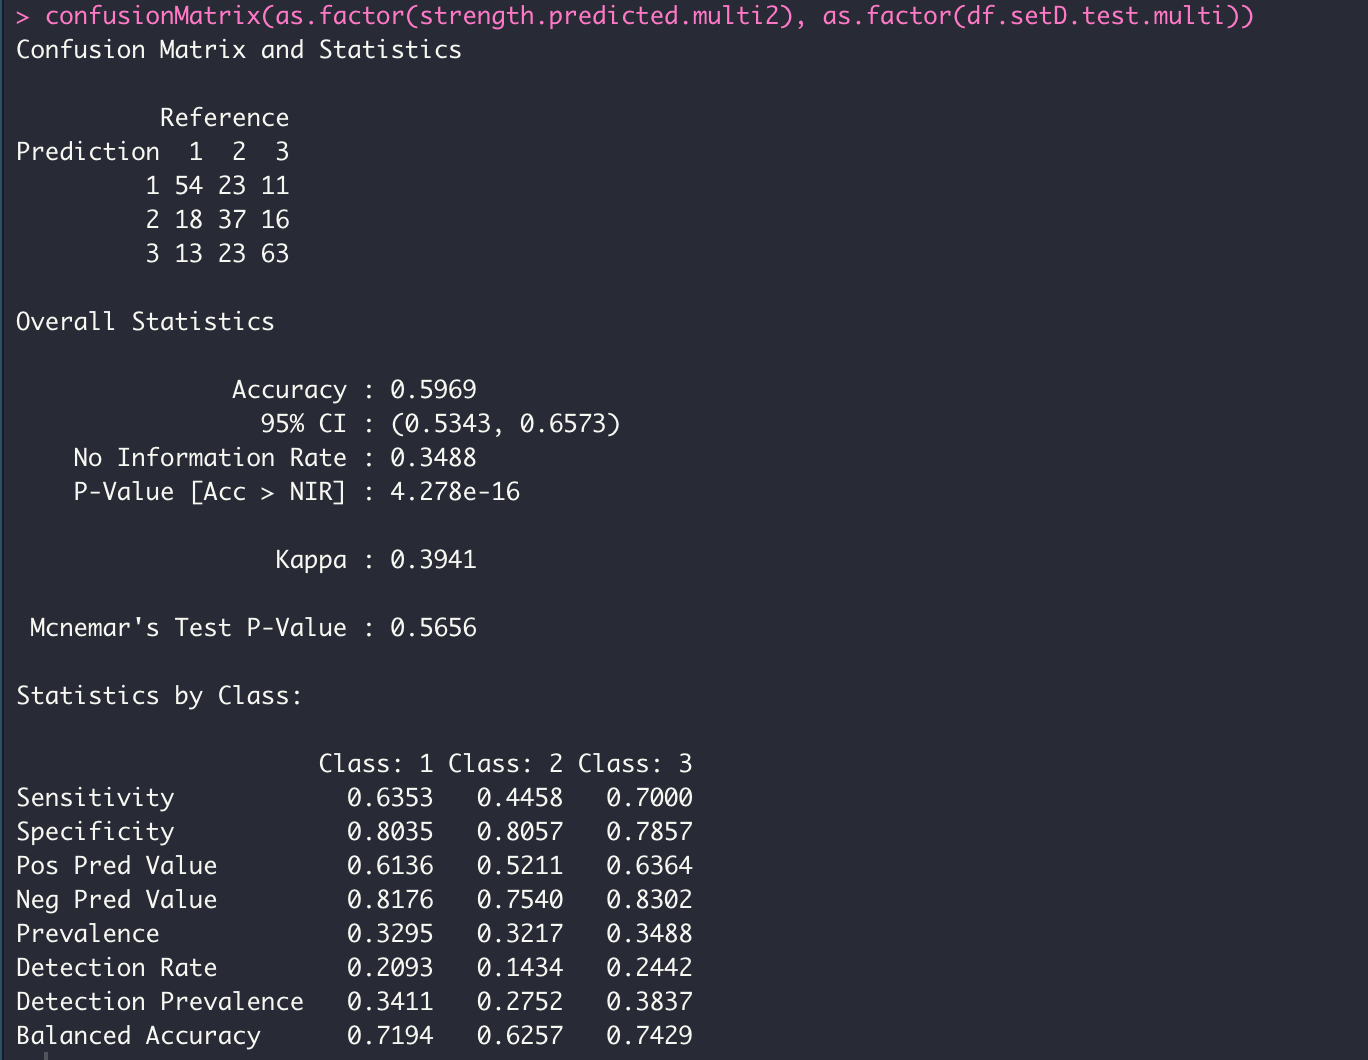 > confusionMatrix(as.factor(strength.predicted.multi2), as.factor(df.setD.test.multi))
Confusion Matrix and Statistics
Reference
Prediction 1 2 3
1 54 23 11
2 18 37 16
3 13 23 63
Overall Statistics
Accuracy : 0.5969
95% CI : (0.5343, 0.6573)
No Information Rate : 0.3488
P-Value [Acc > NIR] : 4.278e-16
Kappa : 0.3941
Mcnemar's Test P-Value : 0.5656
Statistics by Class:
Class: 1 Class: 2 Class: 3
Sensitivity 0.6353 0.4458 0.7000
Specificity 0.8035 0.8057 0.7857
Pos Pred Value 0.6136 0.5211 0.6364
Neg Pred Value 0.8176 0.7540 0.8302
Prevalence 0.3295 0.3217 0.3488
Detection Rate 0.2093 0.1434 0.2442
Detection Prevalence 0.3411 0.2752 0.3837
Balanced Accuracy 0.7194 0.6257 0.7429